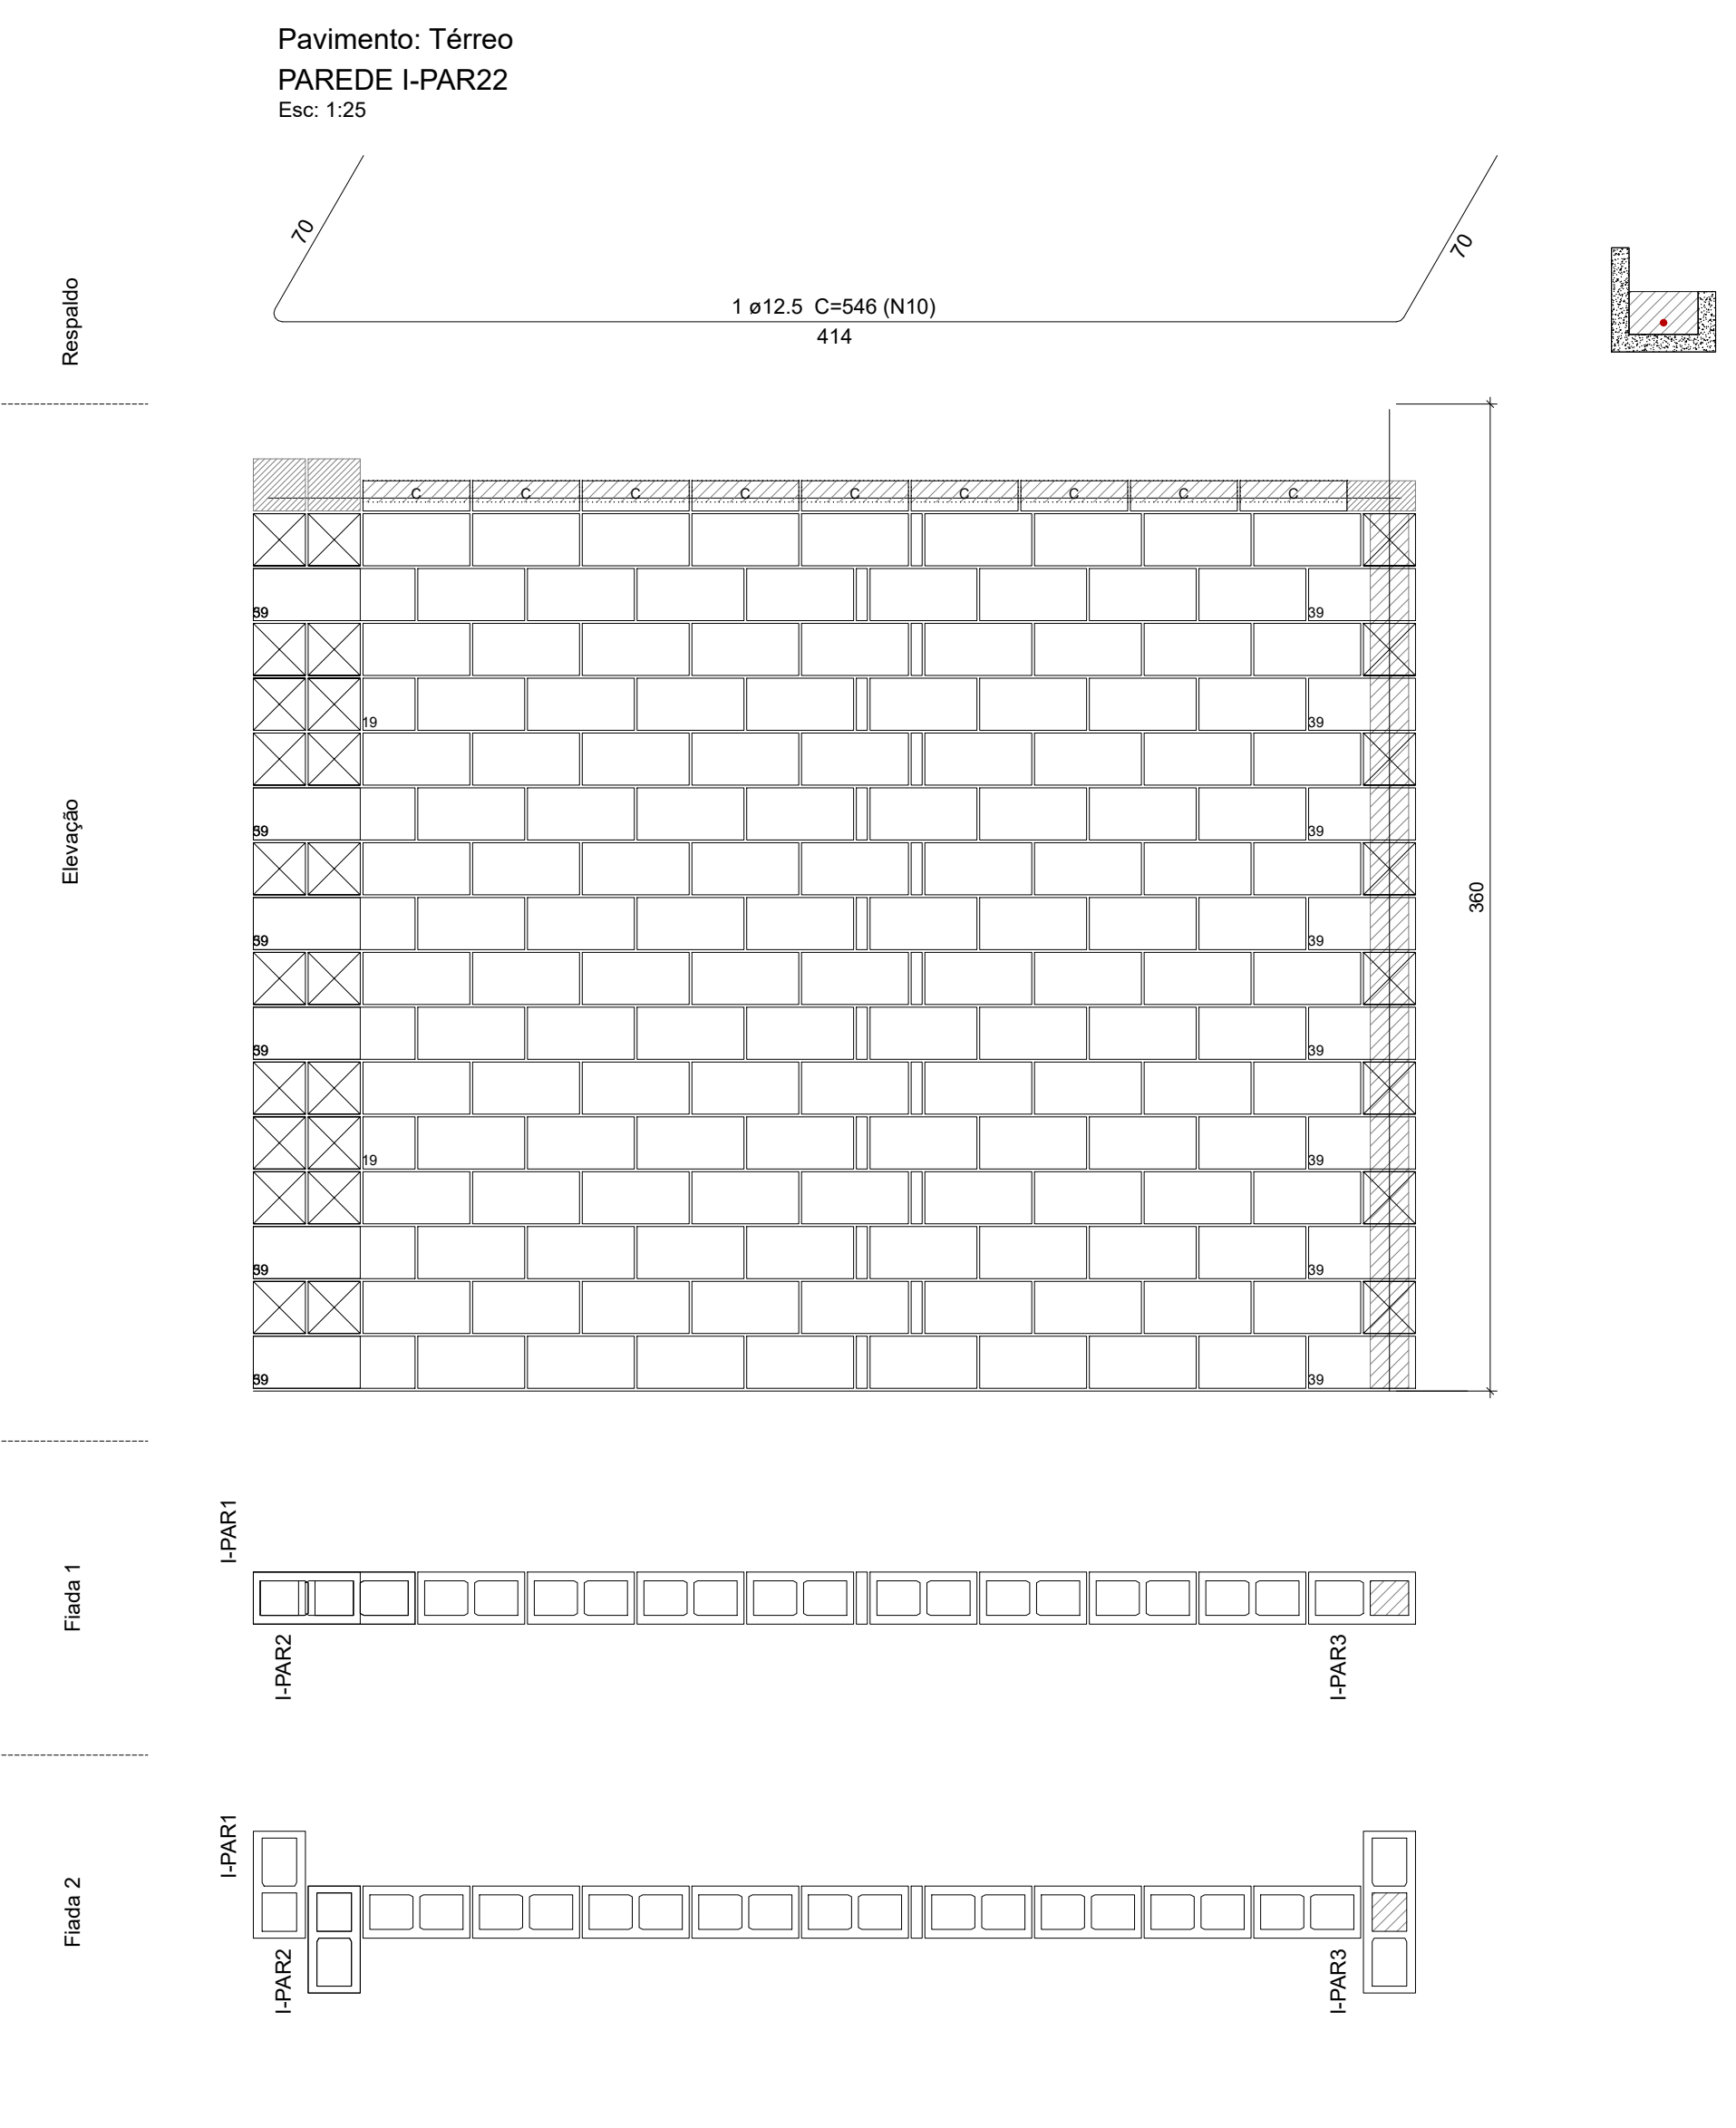 Pavimento: Térreo
PAREDE I-PAR22
Esc: 1:25
70
70
1 ø12.5 C=546 (N10)
414
Respaldo
C C C C C C C C C
39
39
19
39
39
39
Elevação
360
39
39
39
39
19
39
39
39
39
39
I-PAR1
Fiada 1
I-PAR2
I-PAR3
I-PAR1
Fiada 2
I-PAR2
I-PAR3